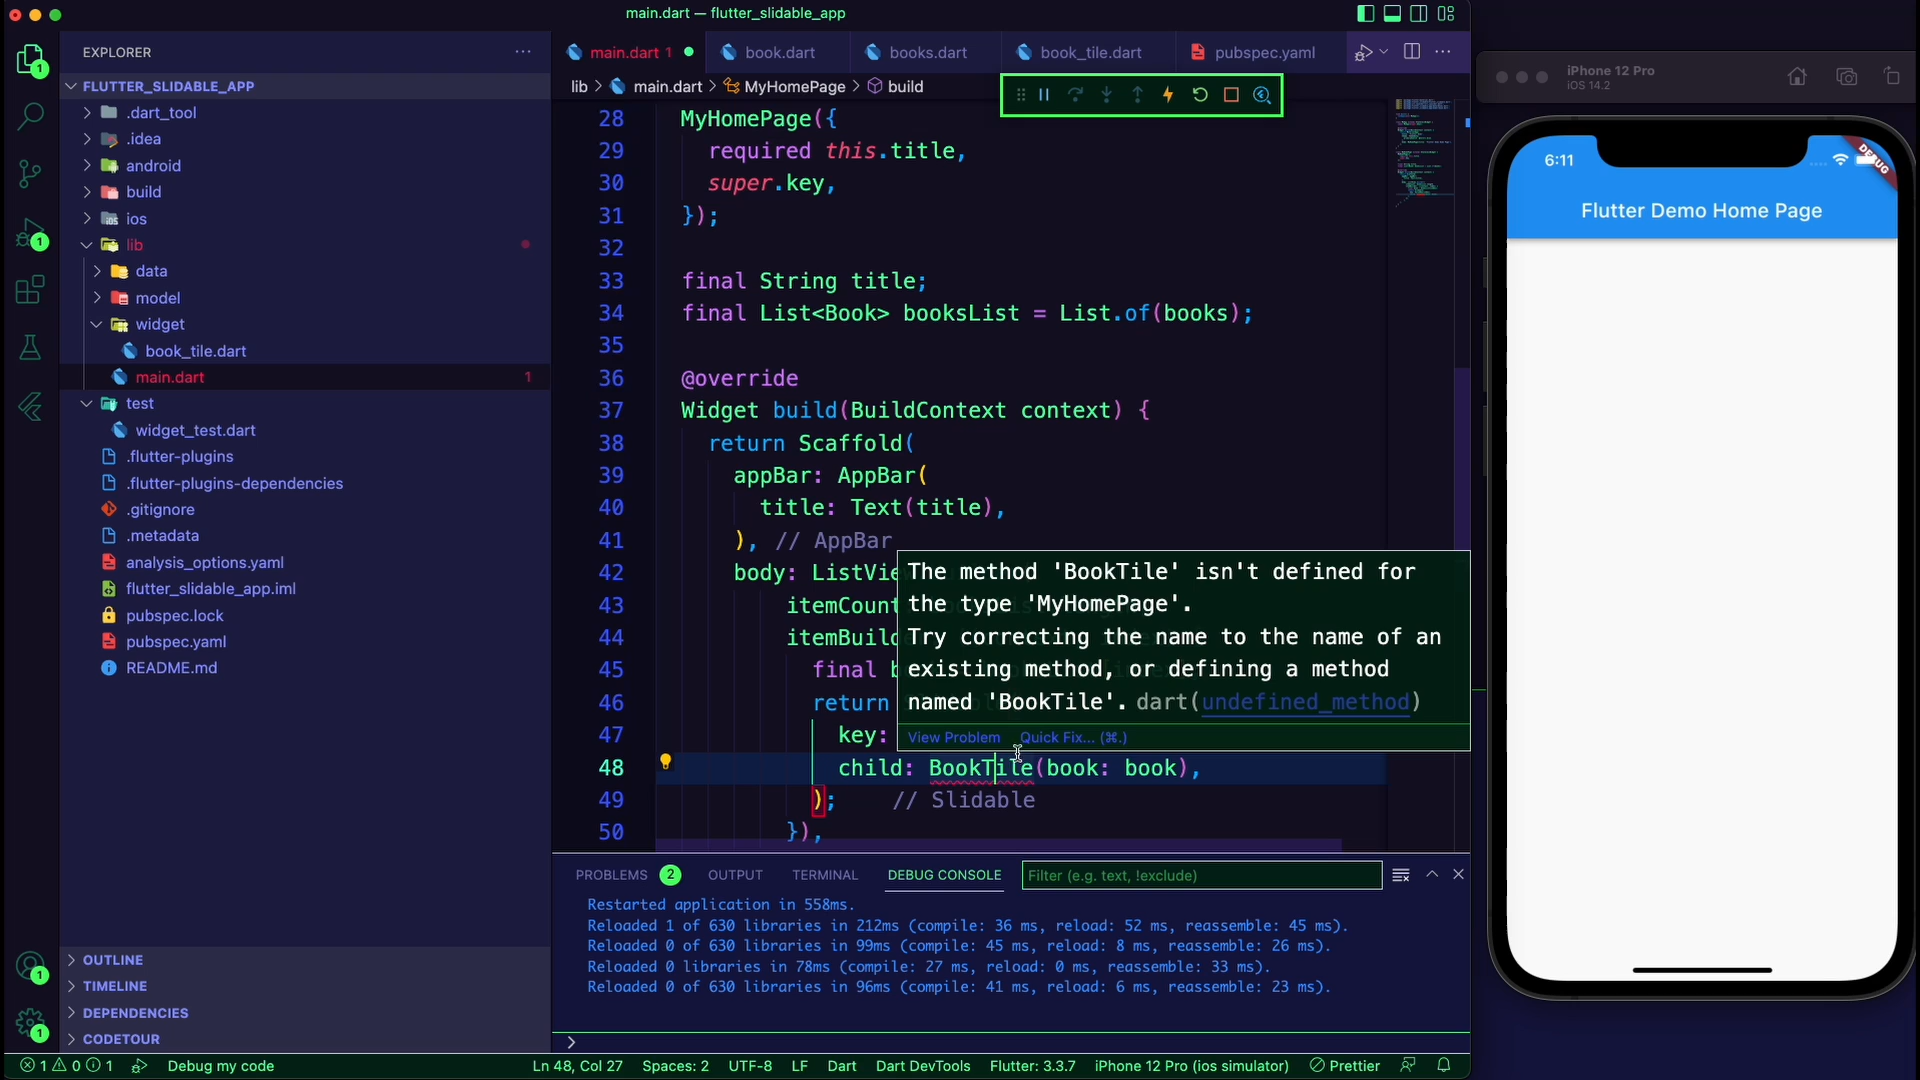 main.dart — flutter_slidable_app
EXPLORER
FLUTTER_SLIDABLE_APP
.dart_tool
.idea
android
build
ios
lib
data
model
widget
book_tile.dart
main.dart 1
test
widget_test.dart
.flutter-plugins
.flutter-plugins-dependencies
.gitignore
.metadata
analysis_options.yaml
flutter_slidable_app.iml
pubspec.lock
pubspec.yaml
README.md
OUTLINE
TIMELINE
DEPENDENCIES
CODETOUR
1
1
1
1
main.dart 1
book.dart
books.dart
book_tile.dart
pubspec.yaml
lib > main.dart > MyHomePage > build
28 MyHomePage({
29 required this.title,
30 super.key,
31 });
32
33 final String title;
34 final List<Book> booksList = List.of(books);
35
36 @override
37 Widget build(BuildContext context) {
38 return Scaffold(
39 appBar: AppBar(
40 title: Text(title),
41 ), // AppBar
42 body: ListVie
43 itemCount
44 itemBuilde
45 final b
46 return
47 key:
48 child: BookTile(book: book),
49 ); // Slidable
50 }),
The method 'BookTile' isn't defined for
the type 'MyHomePage'.
Try correcting the name to the name of an
existing method, or defining a method
named 'BookTile'. dart(undefined_method)
View Problem Quick Fix... (⌘.)
PROBLEMS 2 OUTPUT TERMINAL DEBUG CONSOLE Filter (e.g. text, !exclude)
Restarted application in 558ms.
Reloaded 1 of 630 libraries in 212ms (compile: 36 ms, reload: 52 ms, reassemble: 45 ms).
Reloaded 0 of 630 libraries in 99ms (compile: 45 ms, reload: 8 ms, reassemble: 26 ms).
Reloaded 0 libraries in 78ms (compile: 27 ms, reload: 0 ms, reassemble: 33 ms).
Reloaded 0 of 630 libraries in 96ms (compile: 41 ms, reload: 6 ms, reassemble: 23 ms).
1 0 1 Debug my code Ln 48, Col 27 Spaces: 2 UTF-8 LF Dart Dart DevTools Flutter: 3.3.7 iPhone 12 Pro (ios simulator) Prettier
iPhone 12 Pro
iOS 14.2
6:11
DEBUG
Flutter Demo Home Page